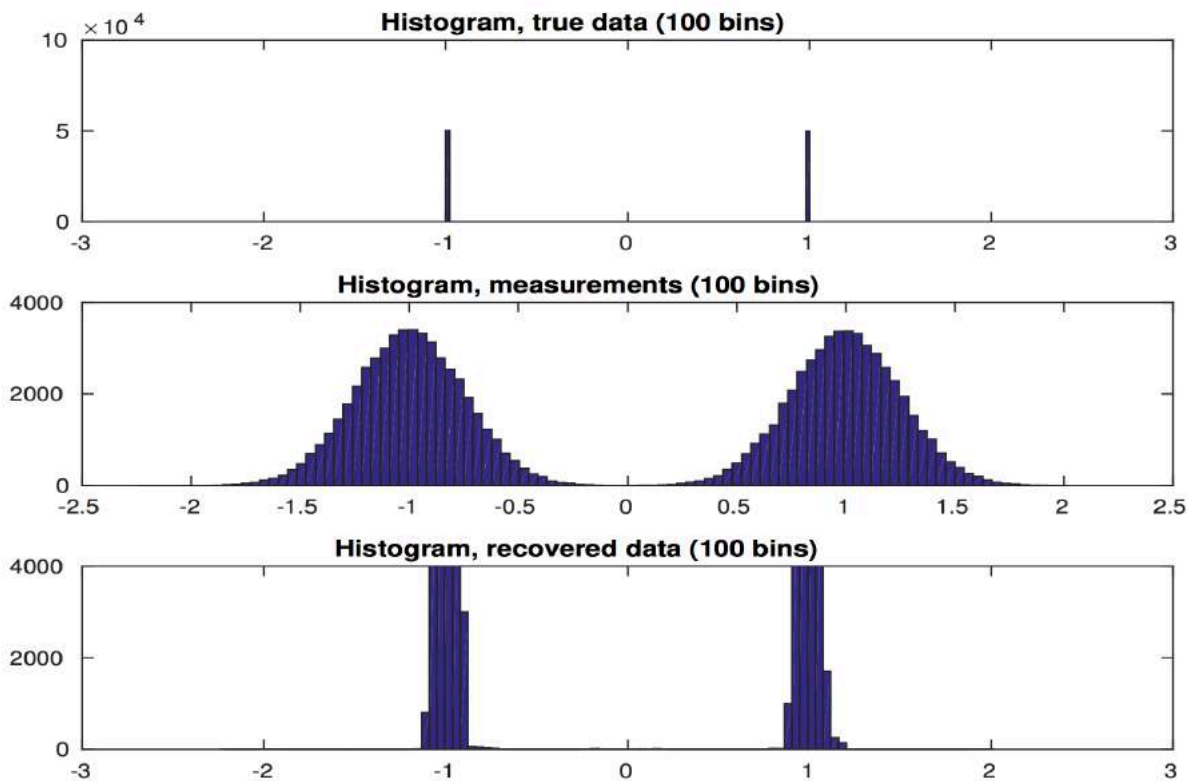 Histogram, true data (100 bins)
× 10 4
10
5
0
-3 -2 -1 0 1 2 3
Histogram, measurements (100 bins)
4000
2000
0
-2.5 -2 -1.5 -1 -0.5 0 0.5 1 1.5 2 2.5
Histogram, recovered data (100 bins)
4000
2000
0
-3 -2 -1 0 1 2 3